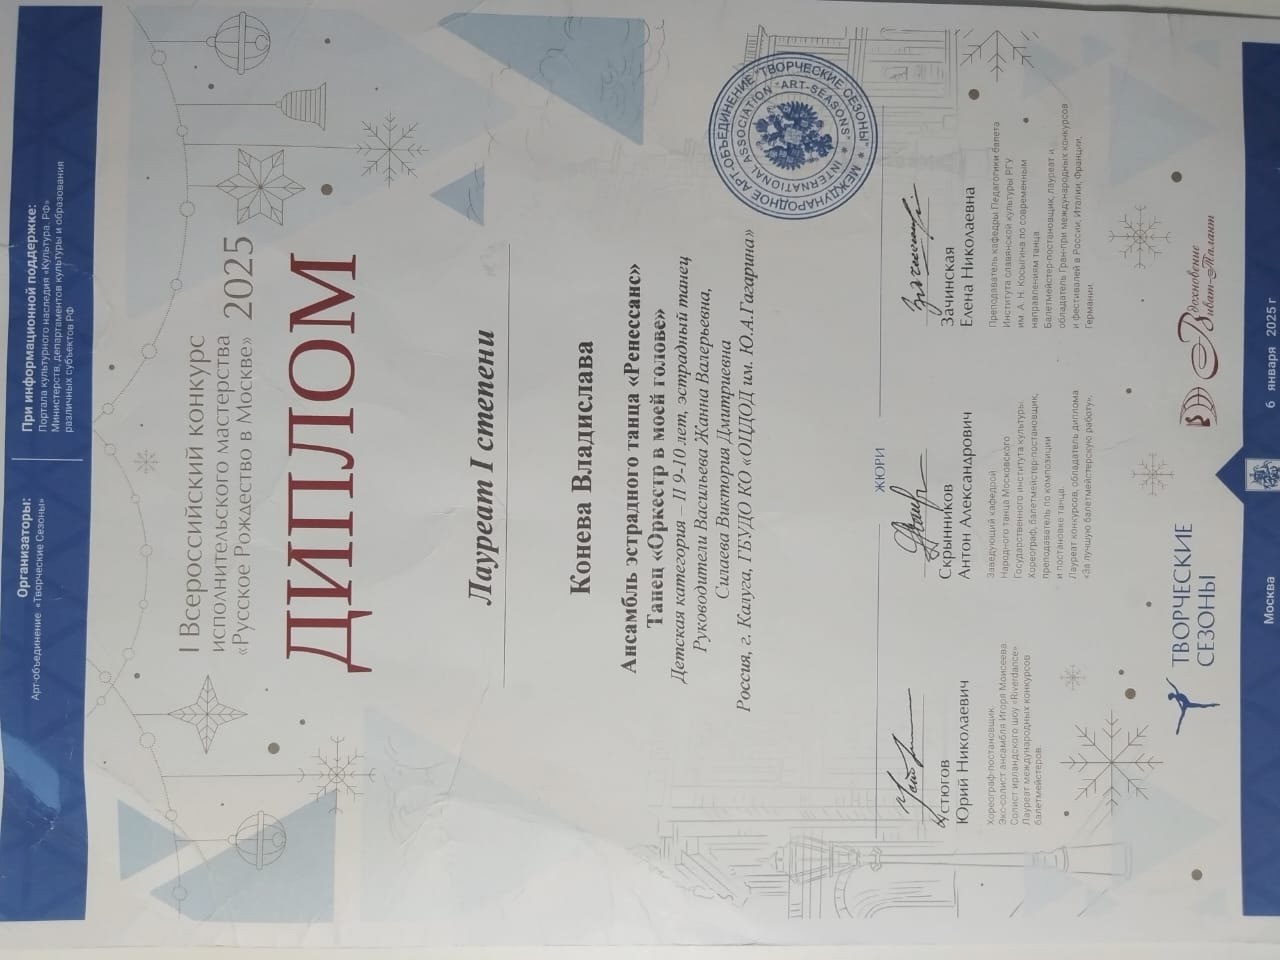 Организаторы:
Арт-объединение «Творческие Сезоны»
При информационной поддержке:
Портала культурного наследия «Культура. РФ»
Министерств, департаментов культуры и образования
различных субъектов РФ
I Всероссийский конкурс
исполнительского мастерства
«Русское Рождество в Москве» 2025
ДИПЛОМ
Лауреат I степени
Конева Владислава
Ансамбль эстрадного танца «Ренессанс»
Танец «Оркестр в моей голове»
Детская категория – II 9-10 лет, эстрадный танец
Руководители Васильева Жанна Валерьевна,
Силаева Виктория Дмитриевна
Россия, г. Калуга, ГБУДО КО «ОЦДОД им. Ю.А.Гагарина»
МЕЖДУНАРОДНОЕ АРТ-ОБЪЕДИНЕНИЕ "ТВОРЧЕСКИЕ СЕЗОНЫ"
INTERNATIONAL ASSOCIATION "ART-SEASONS"
ЖЮРИ
Устюгов
Юрий Николаевич
Хореограф-постановщик
Экс-солист ансамбля Игоря Моисеева
Солист ирландского шоу «Riverdance»
Лауреат международных конкурсов
балетмейстеров
Скрынников
Антон Александрович
Заведующий кафедрой
Народного танца Московского
Государственного института культуры.
Хореограф, балетмейстер-постановщик,
преподаватель по композиции
и постановке танца.
Лауреат конкурсов, обладатель диплома
«За лучшую балетмейстерскую работу».
Зачинская
Елена Николаевна
Преподаватель кафедры Педагогики балета
Института славянской культуры РГУ
им. А. Н. Косыгина по современным
направлениям танца
Балетмейстер-постановщик, лауреат и
обладатель Гран-при международных конкурсов
и фестивалей в России, Италии, Франции,
Германии.
ТВОРЧЕСКИЕ
СЕЗОНЫ
Вдохновение
Виват-Талант
Москва
6 января 2025 г